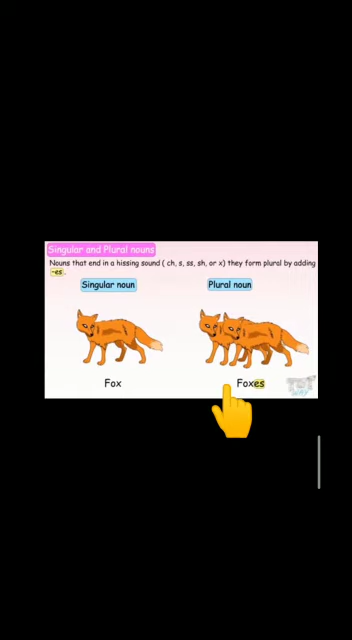 Singular and Plural nouns
Nouns that end in a hissing sound ( ch, s, ss, sh, or x) they form plural by adding
-es .
Singular noun
Plural noun
Fox
Foxes